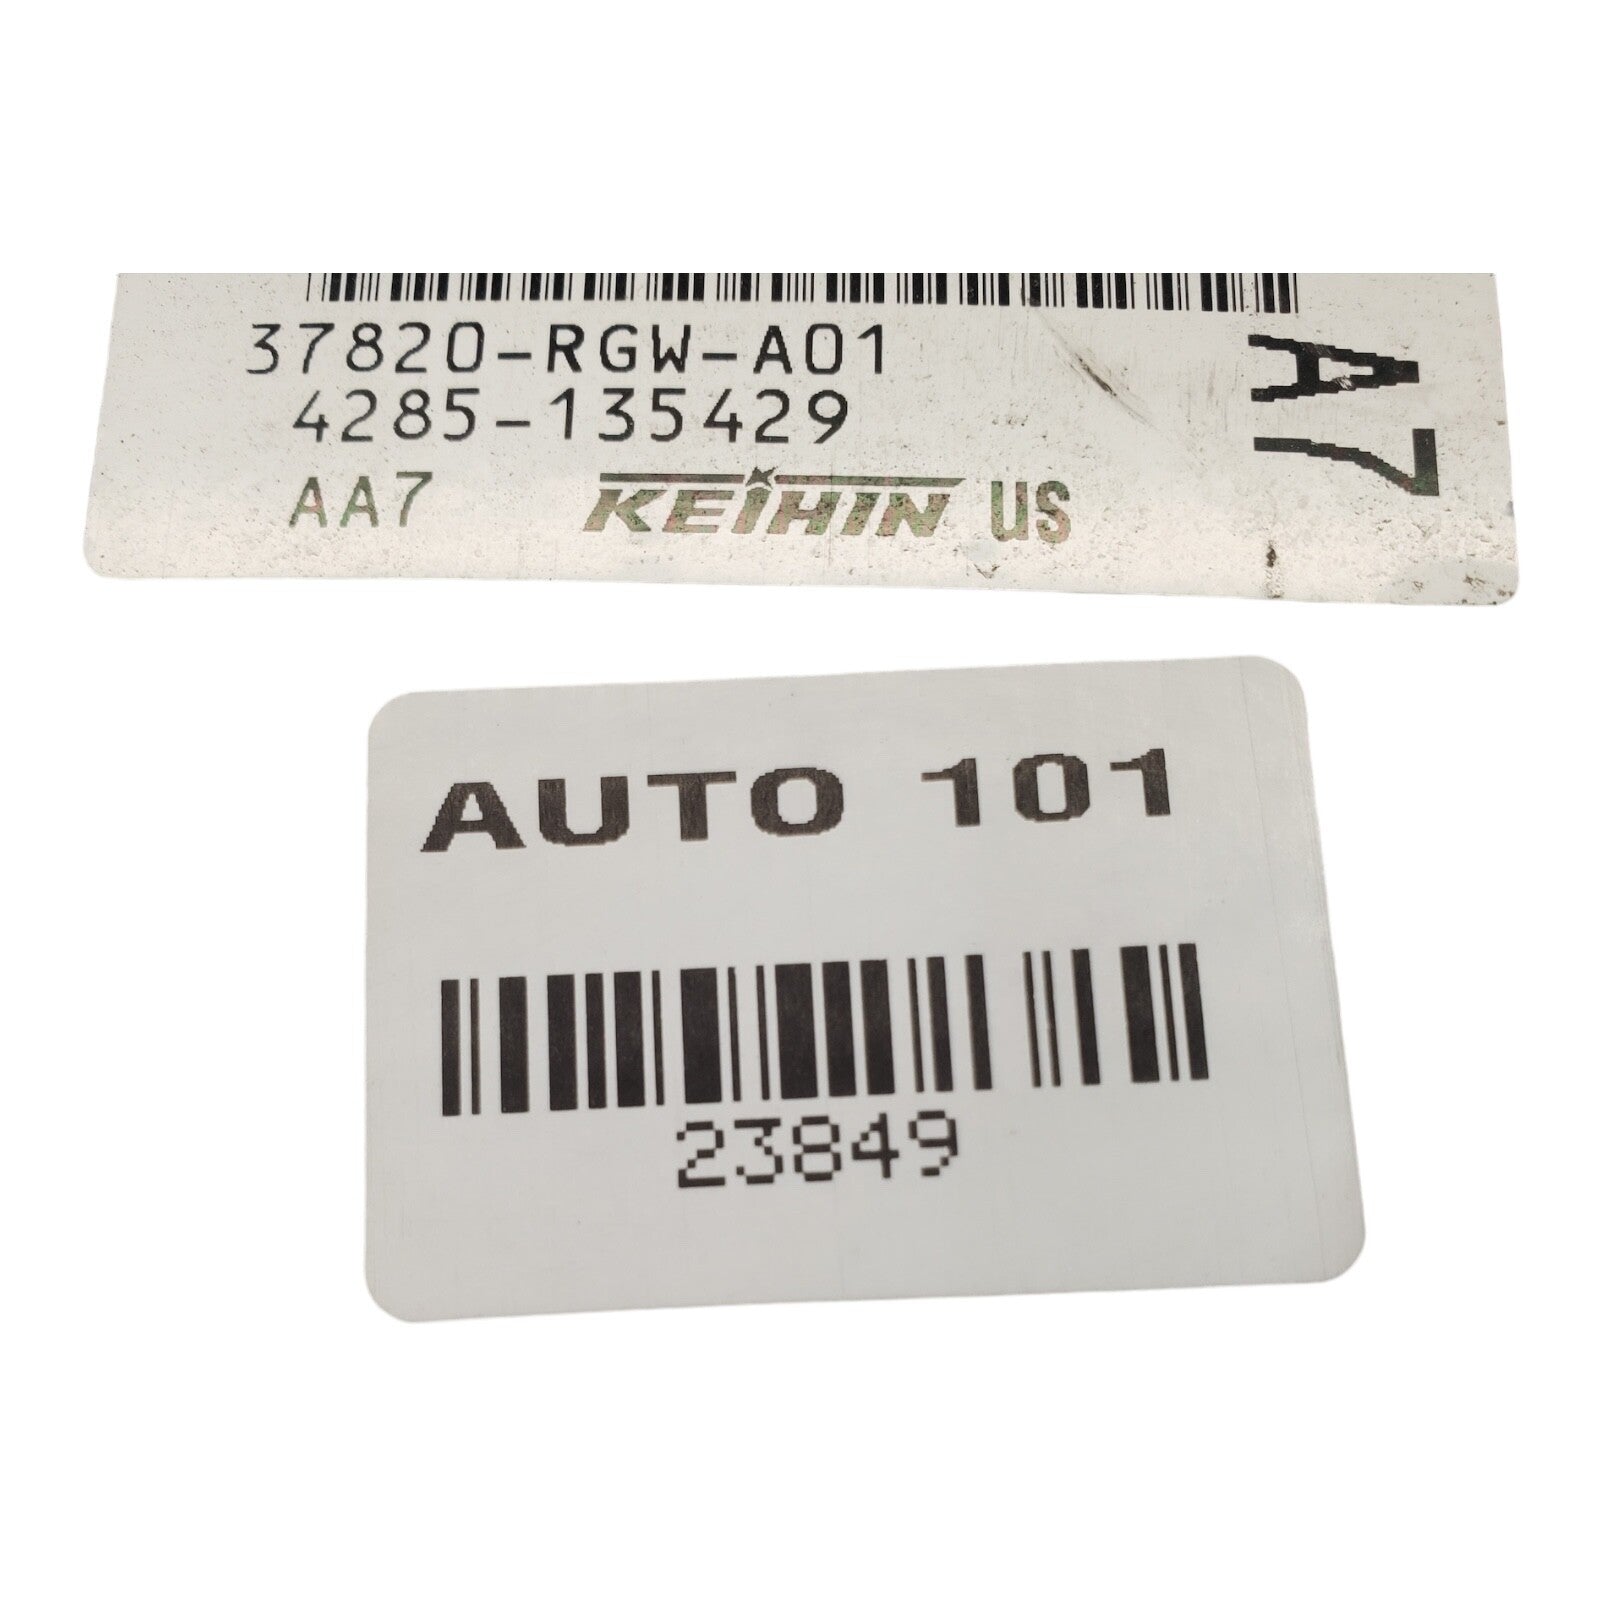 37820-RGW-A01
4285-135429
AA7 KEIHIN US
A7
AUTO 101
23849